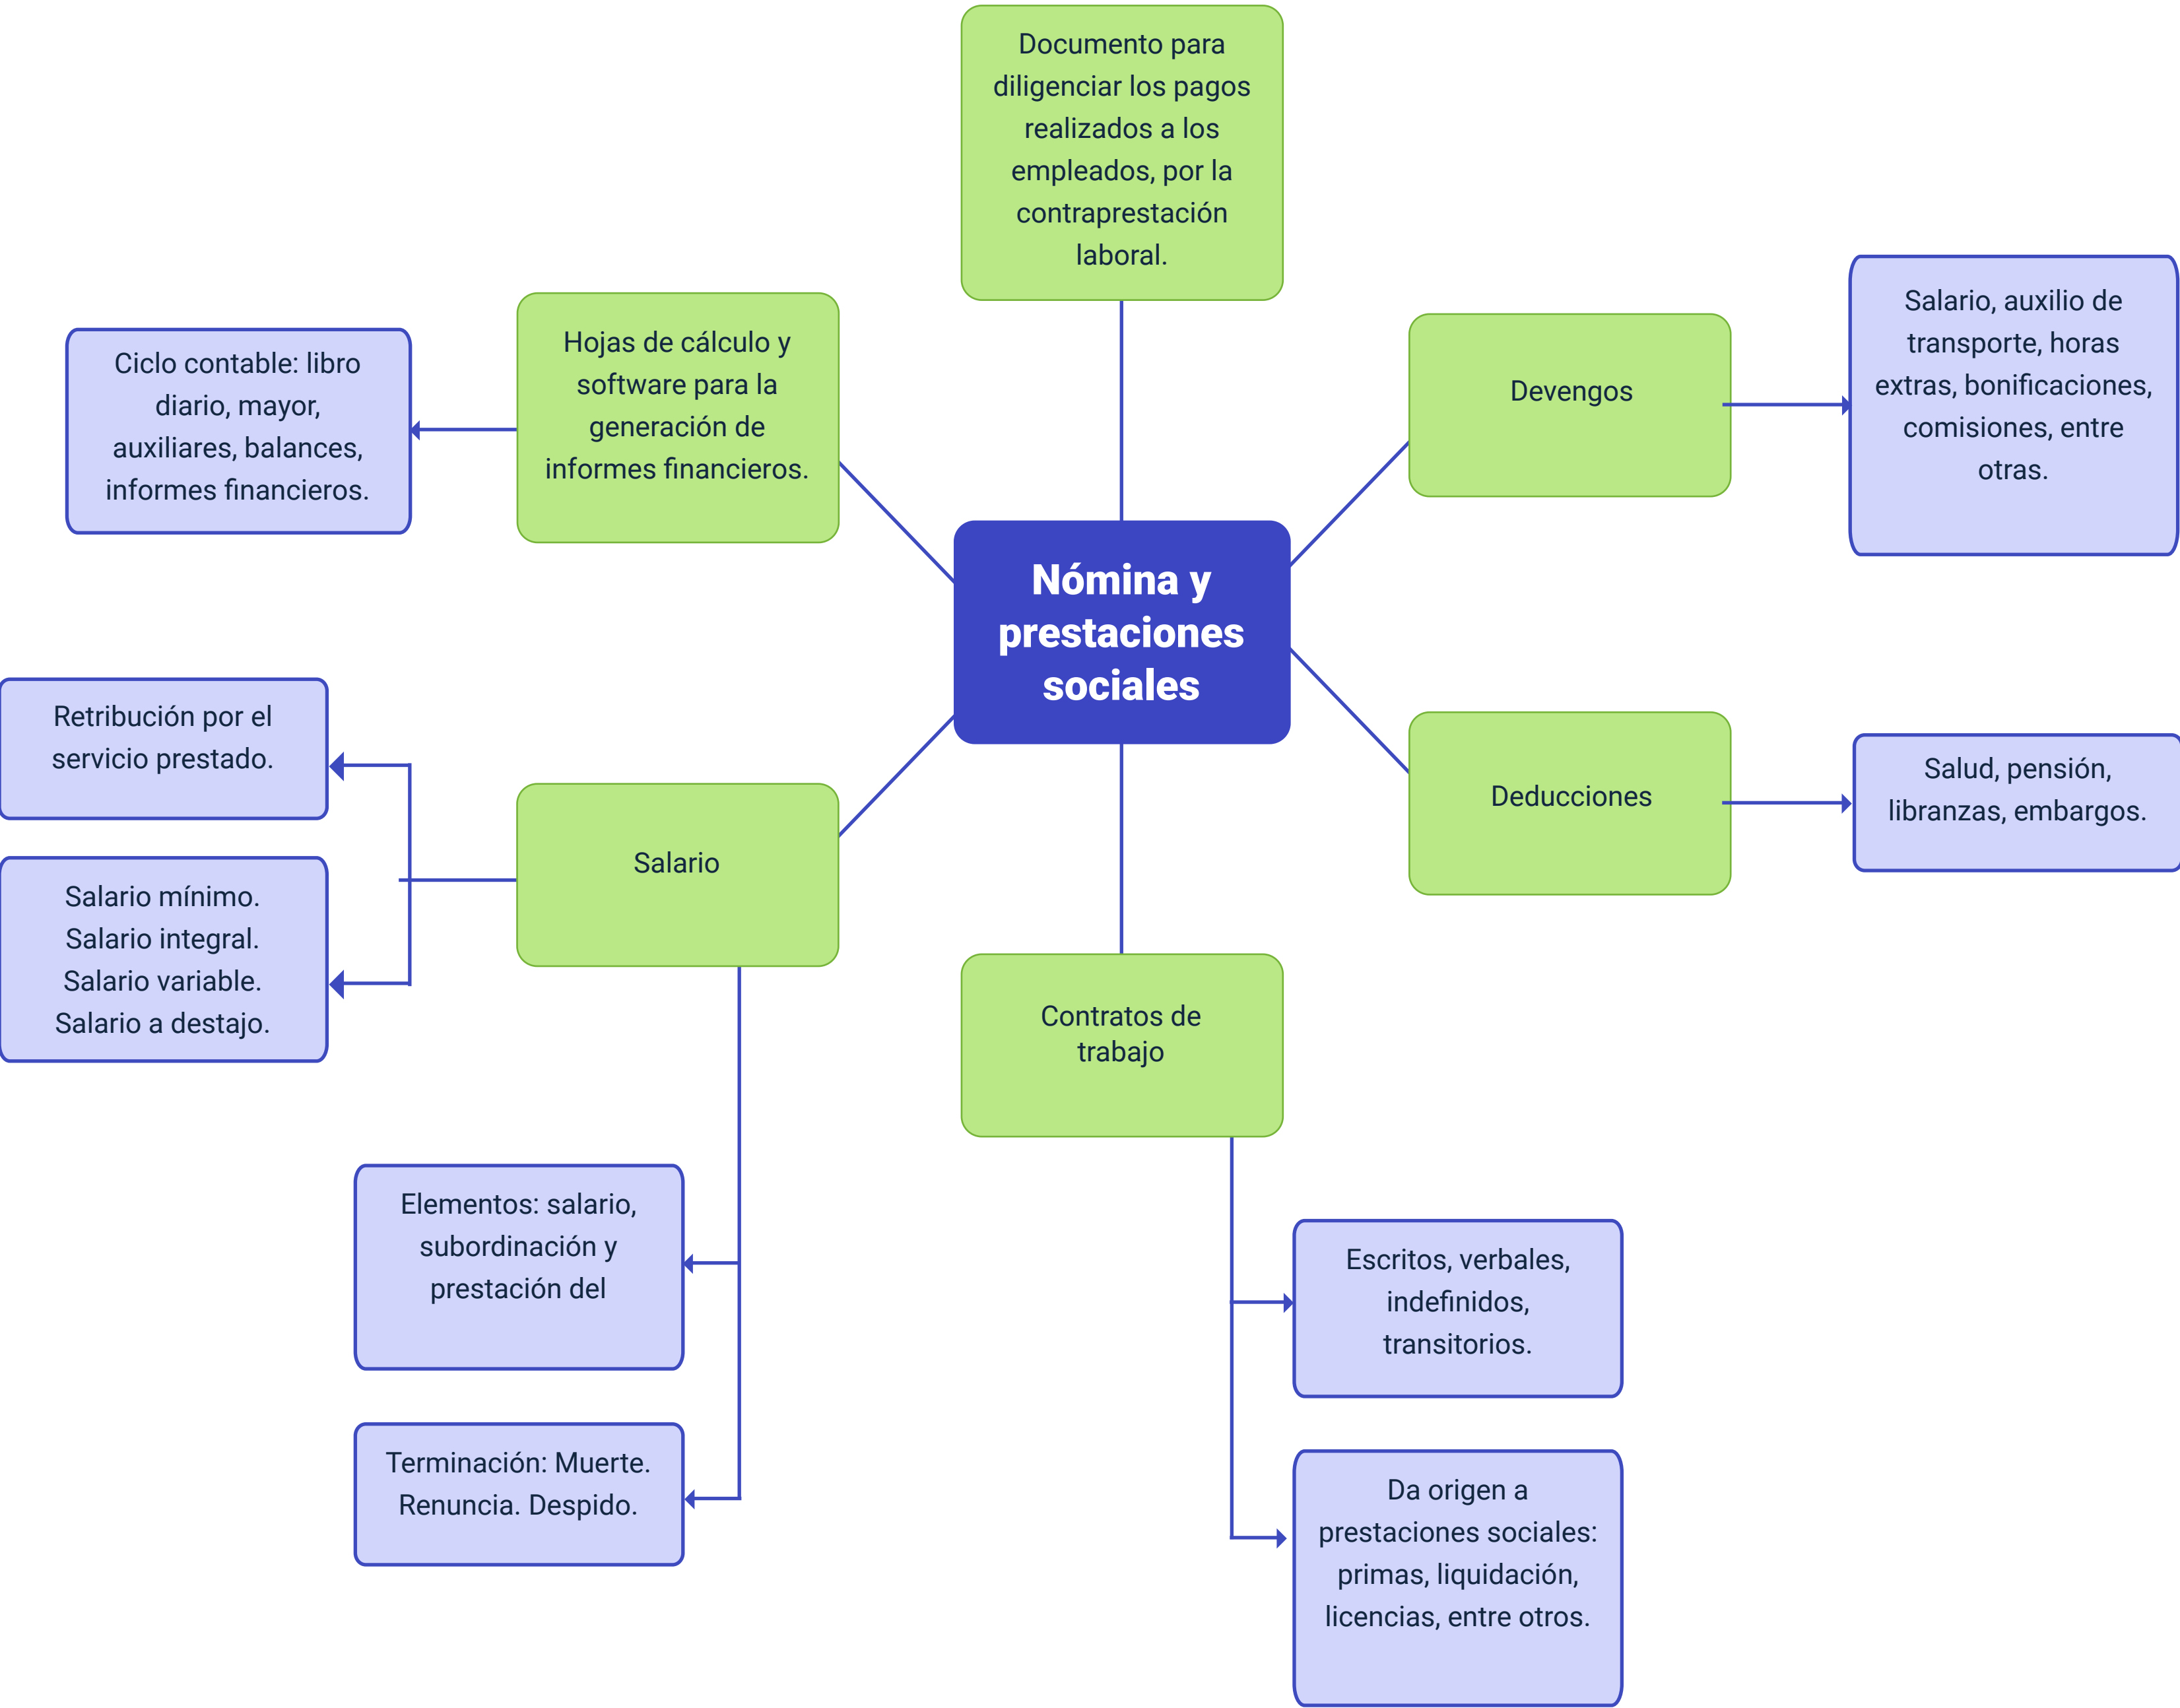 Documento para
diligenciar los pagos
realizados a los
empleados, por la
contraprestación
laboral.
Hojas de cálculo y
software para la
generación de
informes financieros.
Ciclo contable: libro
diario, mayor,
auxiliares, balances,
informes financieros.
Devengos
Salario, auxilio de
transporte, horas
extras, bonificaciones,
comisiones, entre
otras.
Nómina y
prestaciones
sociales
Retribución por el
servicio prestado.
Salario mínimo.
Salario integral.
Salario variable.
Salario a destajo.
Salario
Deducciones
Salud, pensión,
libranzas, embargos.
Contratos de
trabajo
Elementos: salario,
subordinación y
prestación del
Terminación: Muerte.
Renuncia. Despido.
Escritos, verbales,
indefinidos,
transitorios.
Da origen a
prestaciones sociales:
primas, liquidación,
licencias, entre otros.